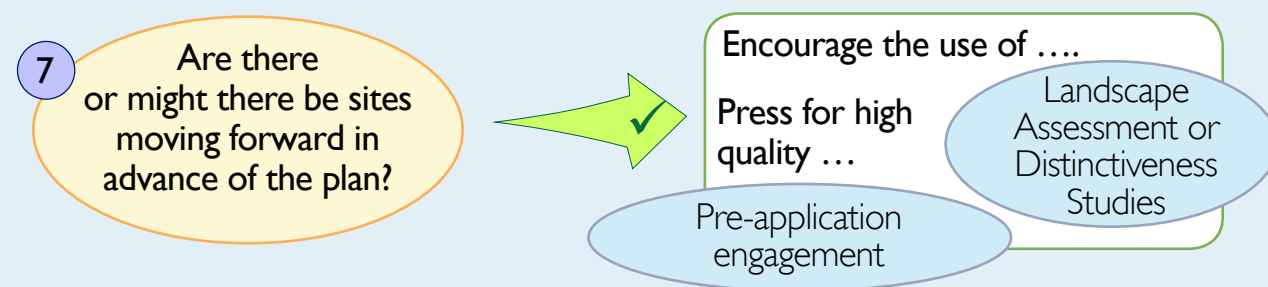 7
Are there
or might there be sites
moving forward in
advance of the plan?
✓
Encourage the use of ….
Press for high
quality …
Landscape
Assessment or
Distinctiveness
Studies
Pre-application
engagement